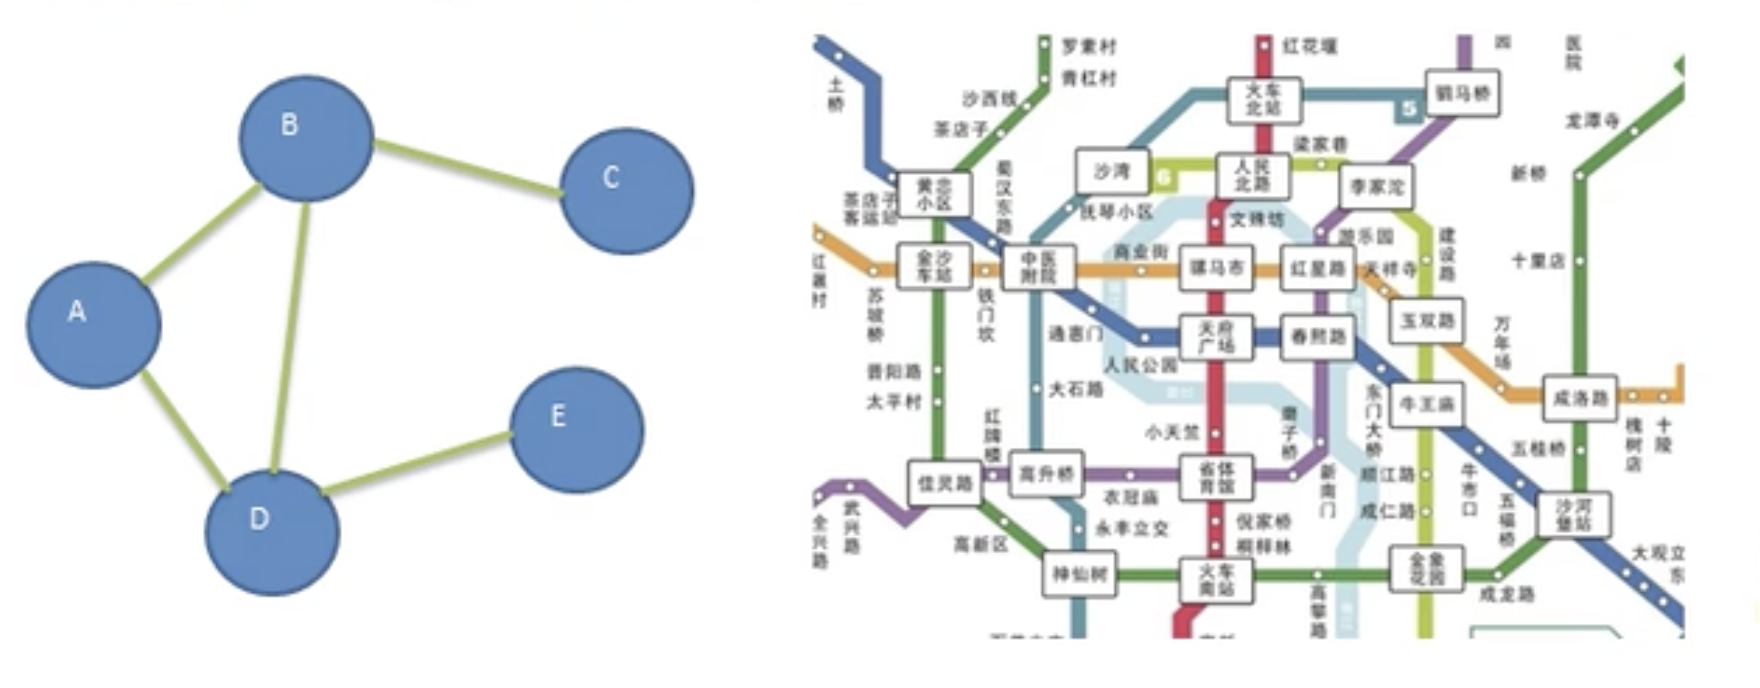 B
C
A
E
D
罗家村
青杠村
沙西线
茶店子
土桥
红花堰
火车北站
5
驷马桥
四
医院
龙潭寺
新桥
沙湾
6
人民北路
梁家巷
李家沱
黄忠小区
蜀汉东路
茶店子客运站
抚琴小区
文殊坊
游乐园
建设路
金沙车站
中医附院
商业街
骡马市
红星路
天祥寺
十里店
苏坡桥
铁门坎
通惠门
天府广场
春熙路
玉双路
万年场
人民公园
晋阳路
太平村
大石路
东门大桥
牛王庙
成洛路
槐树店
十陵
红牌楼
小天竺
磨子桥
五桂桥
佳灵路
高升桥
衣冠庙
省体育馆
新南门
顺江路
成仁路
牛市口
五福桥
沙河堡站
全兴路
武兴路
高新区
永丰立交
倪家桥
桐梓林
神仙树
火车南站
高攀路
金象花园
成龙路
大观立
东